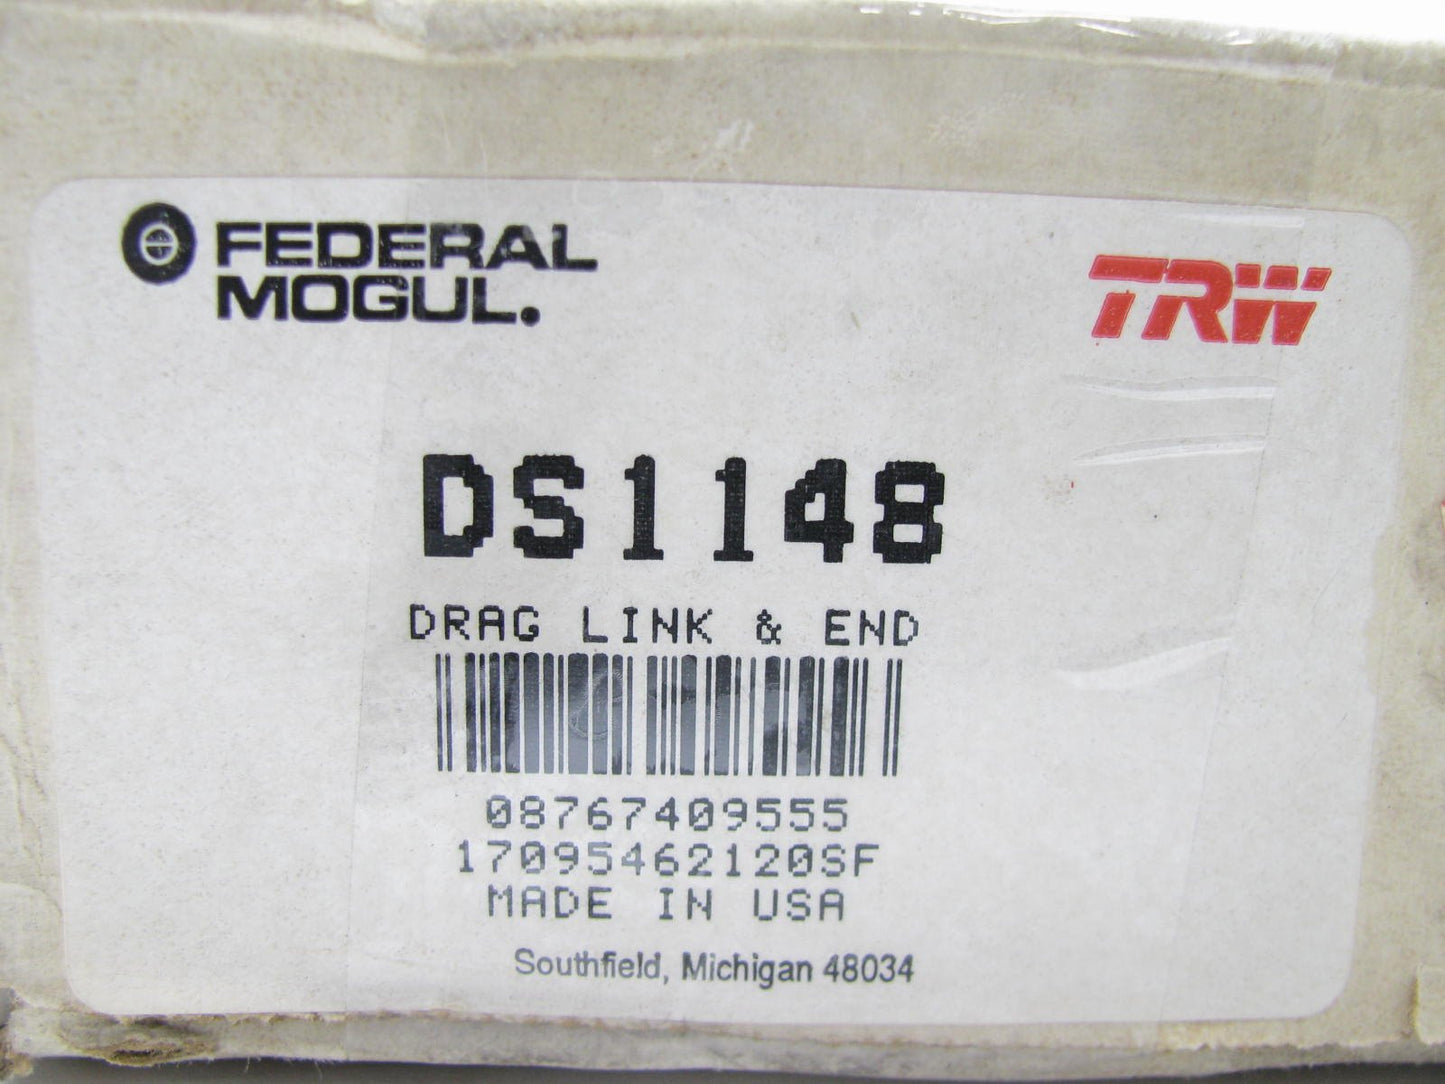 FEDERAL
MOGUL.
TRW
DS1148
DRAG LINK & END
08767409555
17095462120SF
MADE IN USA
Southfield, Michigan 48034